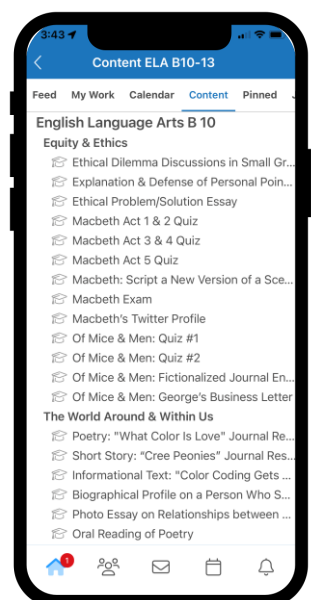 3:43
Content ELA B10-13
Feed My Work Calendar Content Pinned
English Language Arts B 10
Equity & Ethics
Ethical Dilemma Discussions in Small Gr...
Explanation & Defense of Personal Poin...
Ethical Problem/Solution Essay
Macbeth Act 1 & 2 Quiz
Macbeth Act 3 & 4 Quiz
Macbeth Act 5 Quiz
Macbeth: Script a New Version of a Sce...
Macbeth Exam
Macbeth's Twitter Profile
Of Mice & Men: Quiz #1
Of Mice & Men: Quiz #2
Of Mice & Men: Fictionalized Journal En...
Of Mice & Men: George's Business Letter
The World Around & Within Us
Poetry: "What Color Is Love" Journal Re...
Short Story: “Cree Peonies” Journal Res...
Informational Text: "Color Coding Gets ...
Biographical Profile on a Person Who S...
Photo Essay on Relationships between ...
Oral Reading of Poetry
1